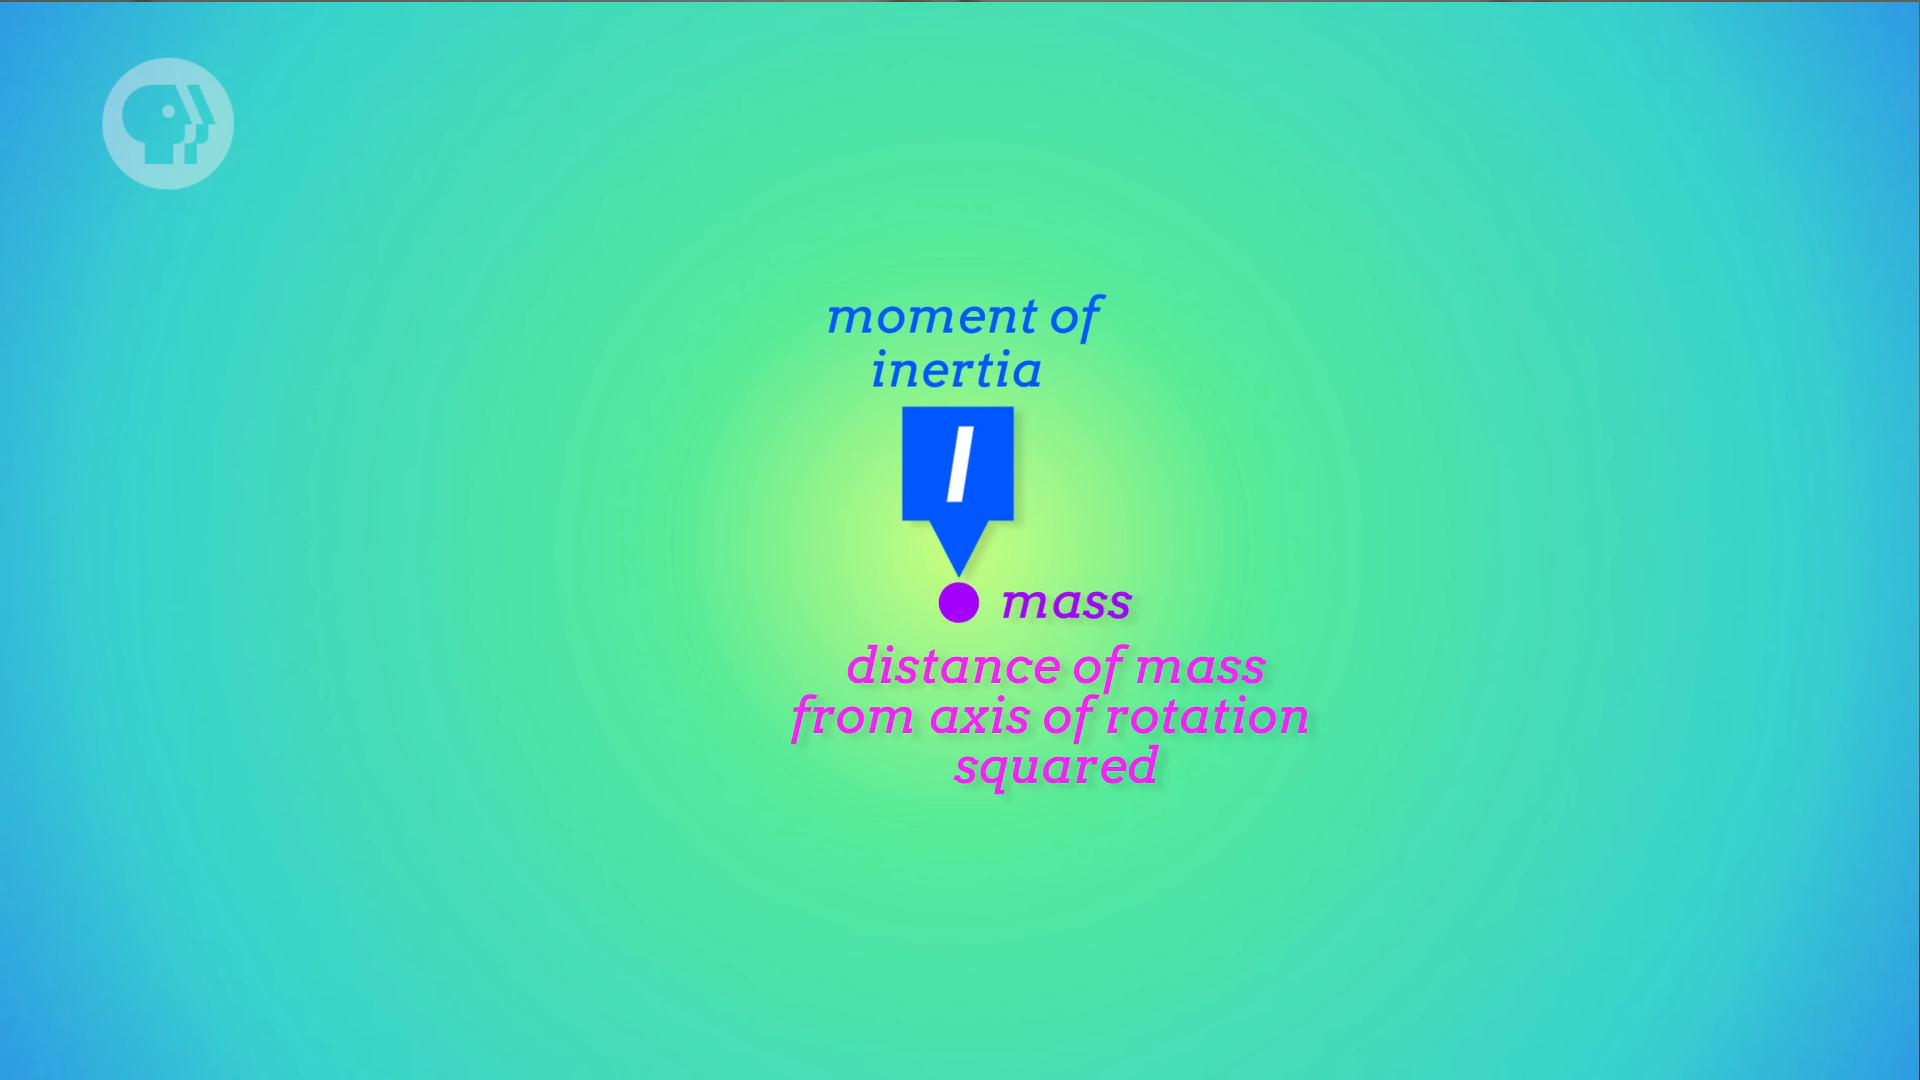 moment of
inertia
I
mass
distance of mass
from axis of rotation
squared